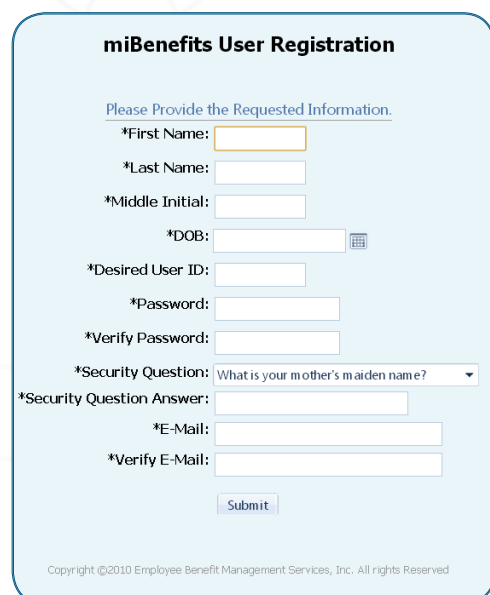 miBenefits User Registration
Please Provide the Requested Information.
*First Name:
*Last Name:
*Middle Initial:
*DOB:
*Desired User ID:
*Password:
*Verify Password:
*Security Question: What is your mother's maiden name?
*Security Question Answer:
*E-Mail:
*Verify E-Mail:
Submit
Copyright ©2010 Employee Benefit Management Services, Inc. All rights Reserved